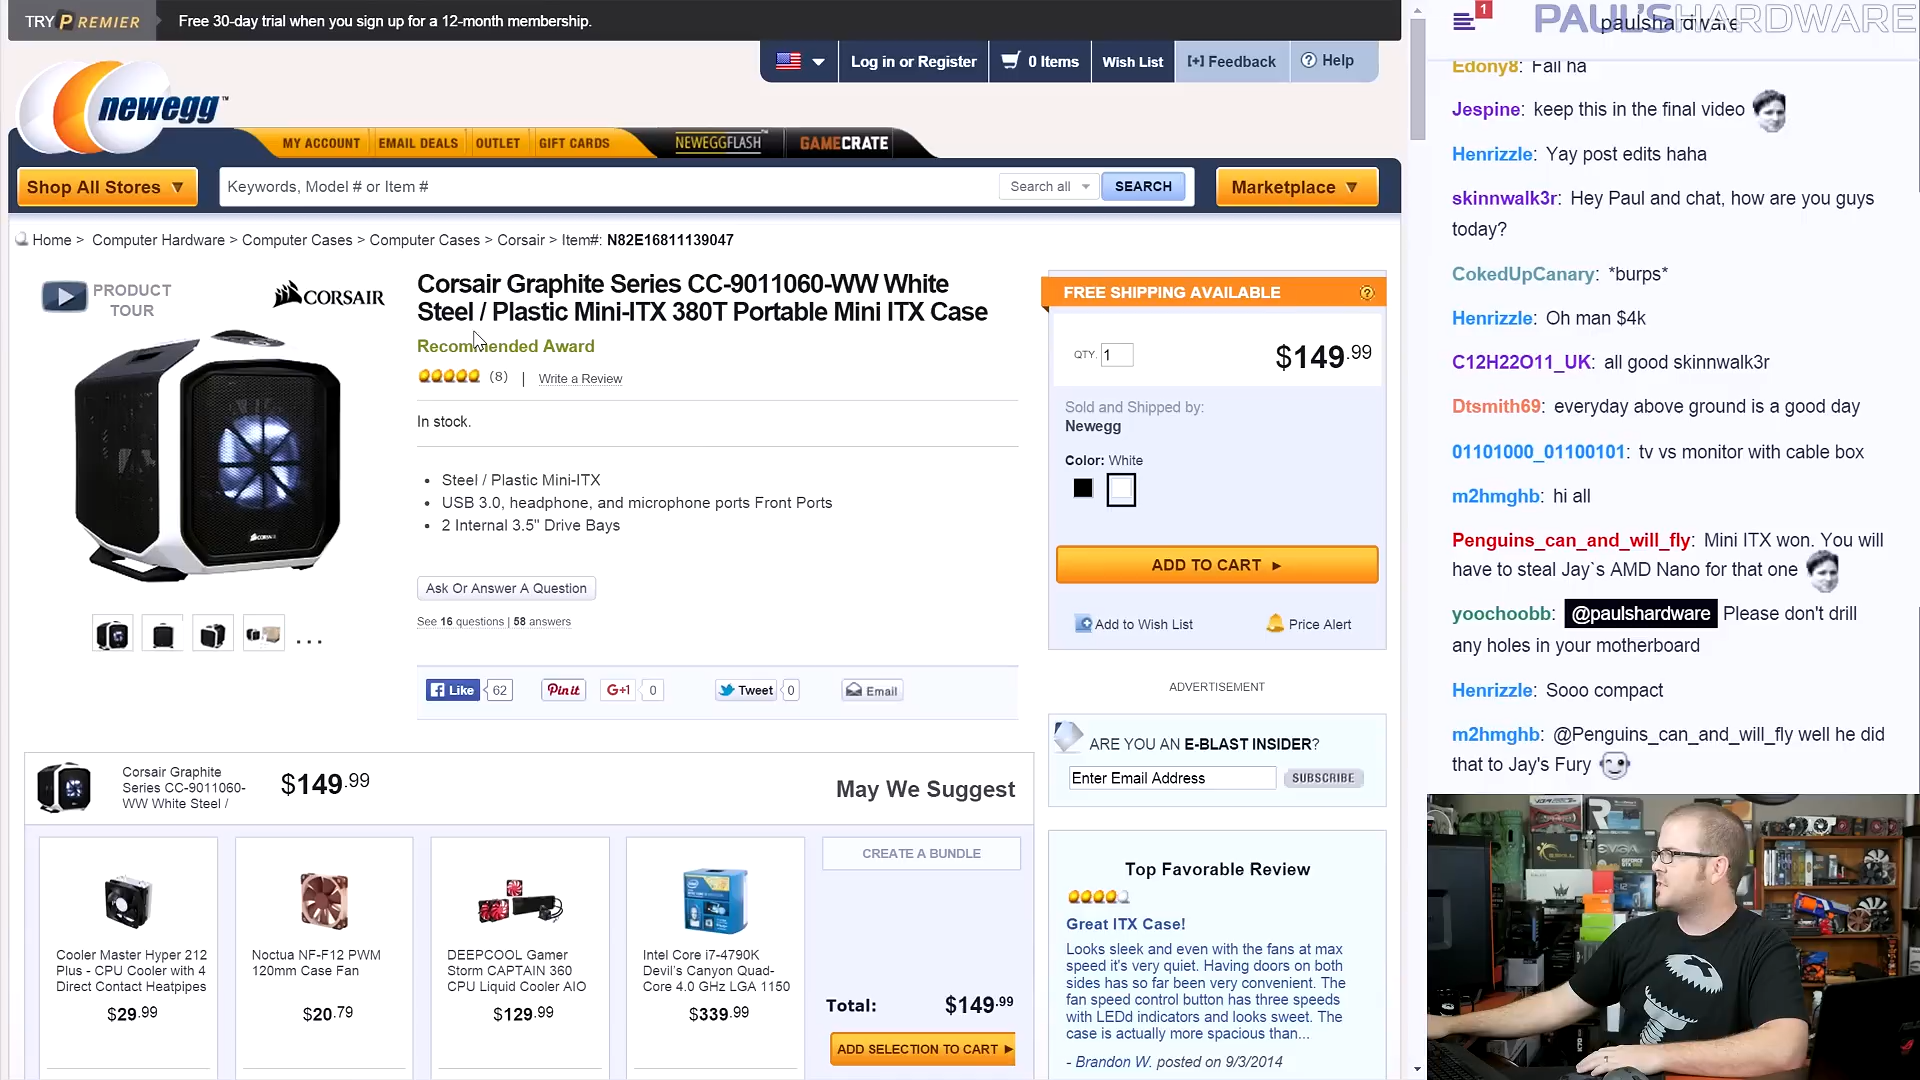 TRY PREMIER
Free 30-day trial when you sign up for a 12-month membership.
Log in or Register
0 Items
Wish List
[+] Feedback
? Help
newegg™
MY ACCOUNT
EMAIL DEALS
OUTLET
GIFT CARDS
NEWEGGFLASH™
GAMECRATE
Shop All Stores ▼
Keywords, Model # or Item #
Search all
SEARCH
Marketplace ▼
Home > Computer Hardware > Computer Cases > Computer Cases > Corsair > Item#: N82E16811139047
PRODUCT
TOUR
CORSAIR
Corsair Graphite Series CC-9011060-WW White
Steel / Plastic Mini-ITX 380T Portable Mini ITX Case
Recommended Award
(8) | Write a Review
In stock.
• Steel / Plastic Mini-ITX
• USB 3.0, headphone, and microphone ports Front Ports
• 2 Internal 3.5" Drive Bays
Ask Or Answer A Question
See 16 questions | 58 answers
Like 62
Pin it
G+1 0
Tweet 0
Email
FREE SHIPPING AVAILABLE ?
QTY. 1
$149.99
Sold and Shipped by:
Newegg
Color: White
ADD TO CART ►
Add to Wish List
Price Alert
ADVERTISEMENT
ARE YOU AN E-BLAST INSIDER?
Enter Email Address
SUBSCRIBE
Corsair Graphite
Series CC-9011060-
WW White Steel /
$149.99
May We Suggest
Cooler Master Hyper 212
Plus - CPU Cooler with 4
Direct Contact Heatpipes
$29.99
Noctua NF-F12 PWM
120mm Case Fan
$20.79
DEEPCOOL Gamer
Storm CAPTAIN 360
CPU Liquid Cooler AIO
$129.99
Intel Core i7-4790K
Devil's Canyon Quad-
Core 4.0 GHz LGA 1150
$339.99
CREATE A BUNDLE
Total: $149.99
ADD SELECTION TO CART ►
Top Favorable Review
Great ITX Case!
Looks sleek and even with the fans at max
speed it's very quiet. Having doors on both
sides has so far been very convenient. The
fan speed control button has three speeds
with LEDd indicators and looks sweet. The
case is actually more spacious than...
- Brandon W. posted on 9/3/2014
1
PAUL'SHARDWARE
paulshardware
Edony8: Fail ha
Jespine: keep this in the final video
Henrizzle: Yay post edits haha
skinnwalk3r: Hey Paul and chat, how are you guys
today?
CokedUpCanary: *burps*
Henrizzle: Oh man $4k
C12H22O11_UK: all good skinnwalk3r
Dtsmith69: everyday above ground is a good day
01101000_01100101: tv vs monitor with cable box
m2hmghb: hi all
Penguins_can_and_will_fly: Mini ITX won. You will
have to steal Jay`s AMD Nano for that one
yoochoobb: @paulshardware Please don't drill
any holes in your motherboard
Henrizzle: Sooo compact
m2hmghb: @Penguins_can_and_will_fly well he did
that to Jay's Fury